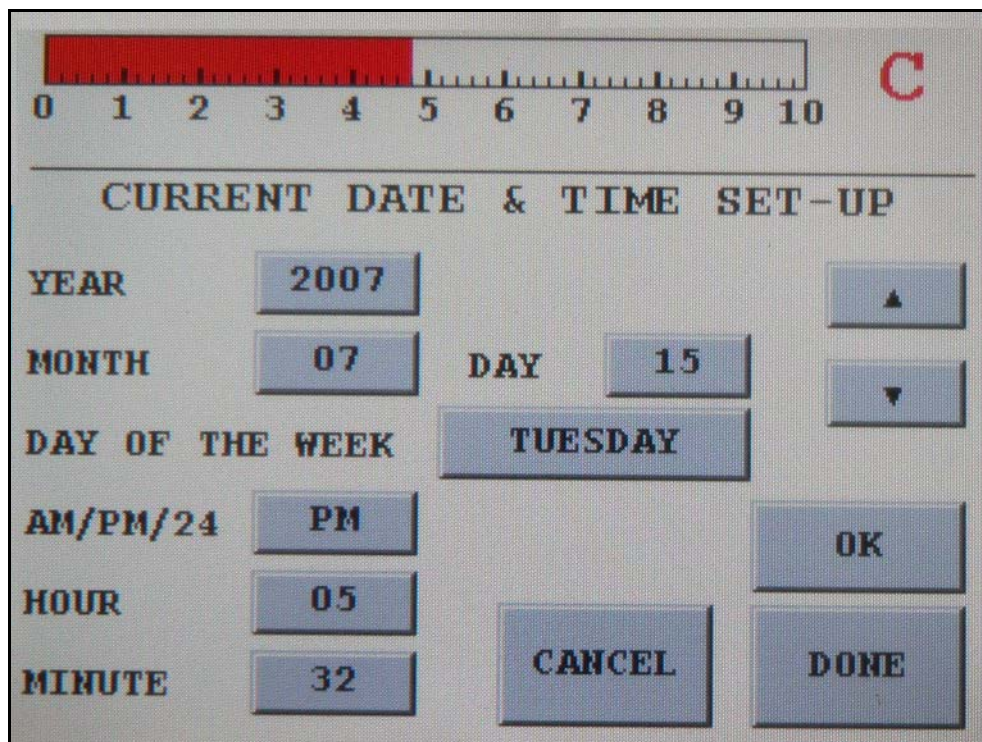 0 1 2 3 4 5 6 7 8 9 10 C
CURRENT DATE & TIME SET-UP
YEAR 2007 ▲
MONTH 07 DAY 15 ▼
DAY OF THE WEEK TUESDAY
AM/PM/24 PM OK
HOUR 05
MINUTE 32 CANCEL DONE